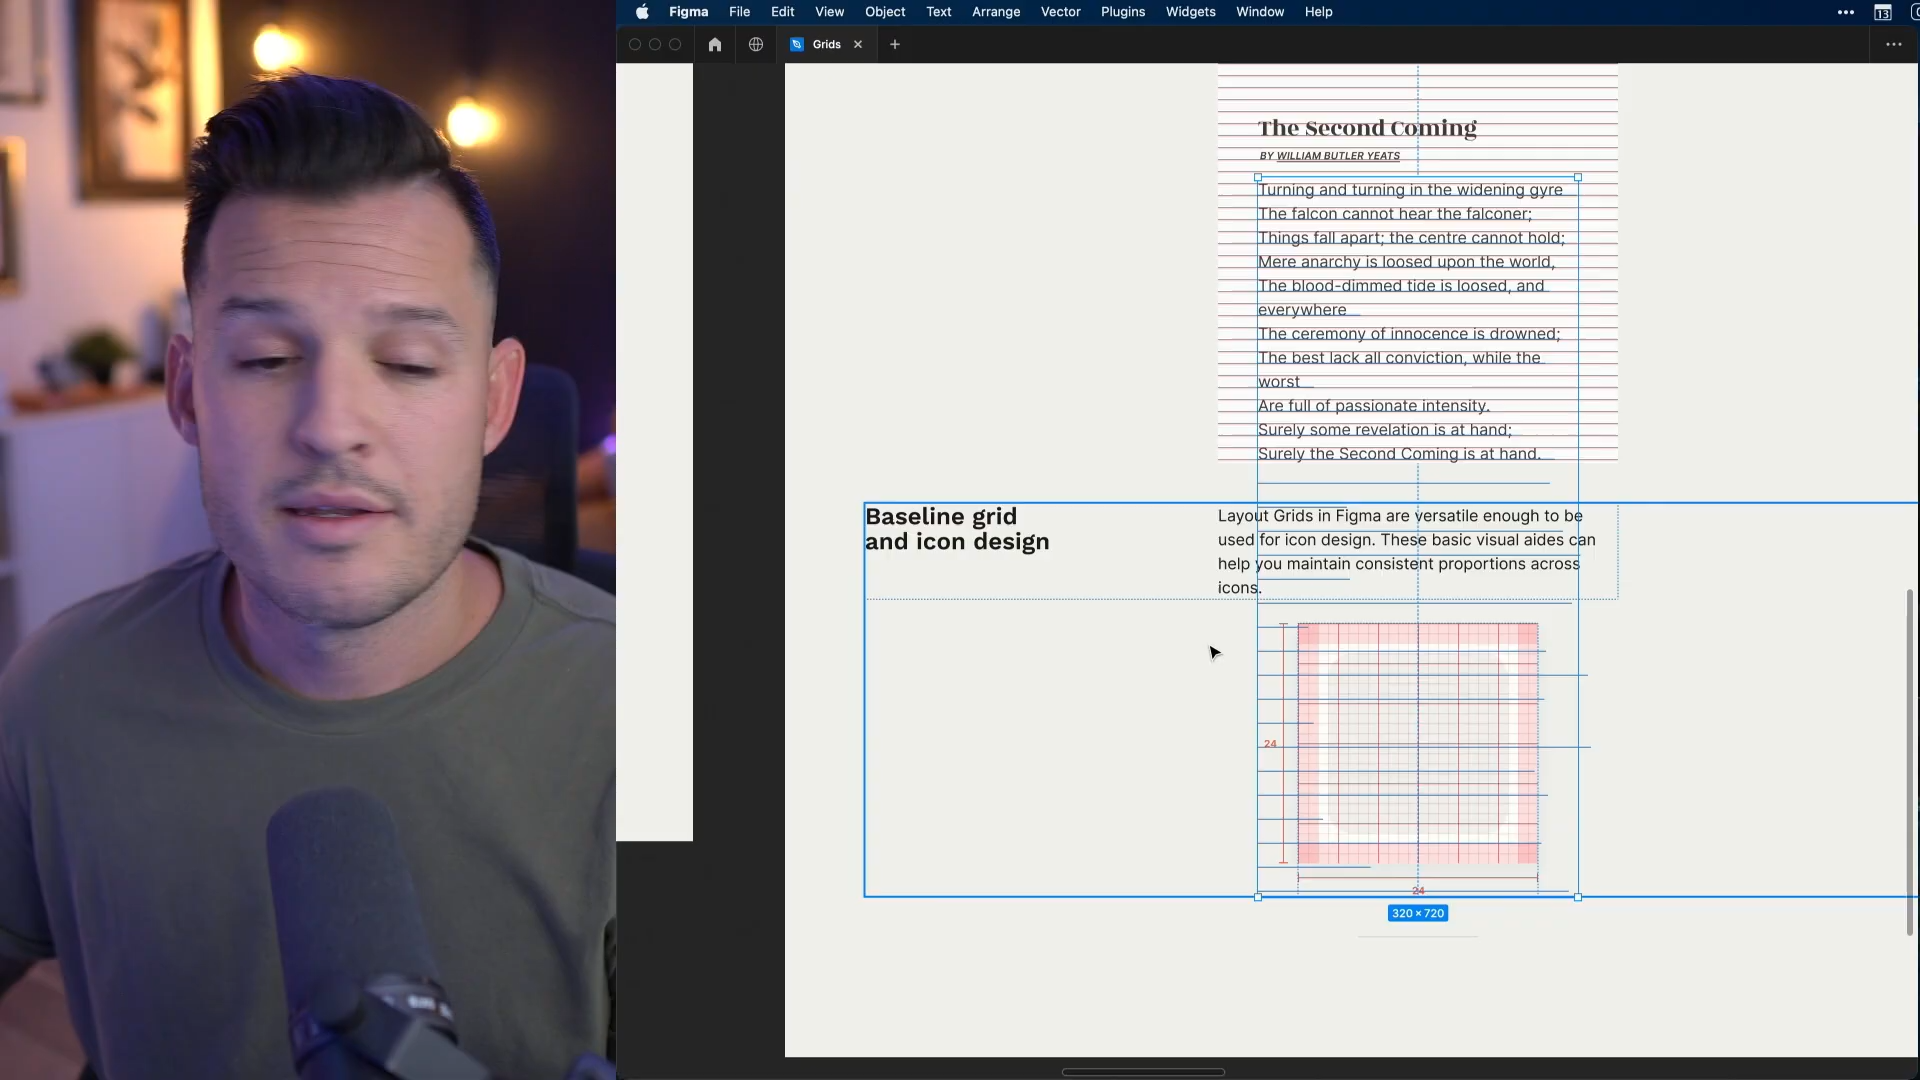 Figma File Edit View Object Text Arrange Vector Plugins Widgets Window Help
13
Grids
The Second Coming
BY WILLIAM BUTLER YEATS
Turning and turning in the widening gyre
The falcon cannot hear the falconer;
Things fall apart; the centre cannot hold;
Mere anarchy is loosed upon the world,
The blood-dimmed tide is loosed, and
everywhere
The ceremony of innocence is drowned;
The best lack all conviction, while the
worst
Are full of passionate intensity.
Surely some revelation is at hand;
Surely the Second Coming is at hand.
Baseline grid
and icon design
Layout Grids in Figma are versatile enough to be
used for icon design. These basic visual aides can
help you maintain consistent proportions across
icons.
24
24
320 × 720